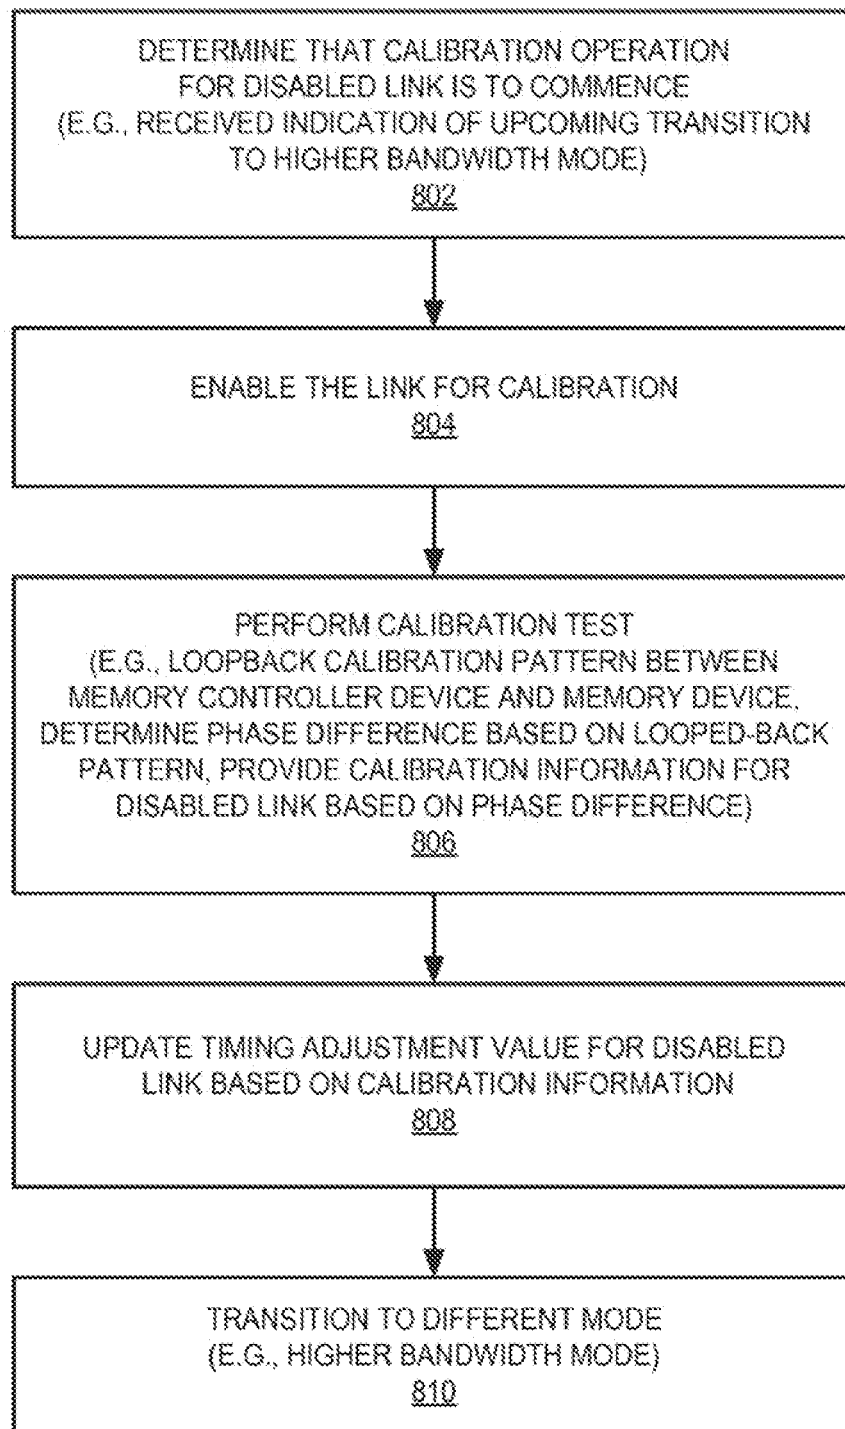 DETERMINE THAT CALIBRATION OPERATION
FOR DISABLED LINK IS TO COMMENCE
(E.G., RECEIVED INDICATION OF UPCOMING TRANSITION
TO HIGHER BANDWIDTH MODE)
802
ENABLE THE LINK FOR CALIBRATION
804
PERFORM CALIBRATION TEST
(E.G., LOOPBACK CALIBRATION PATTERN BETWEEN
MEMORY CONTROLLER DEVICE AND MEMORY DEVICE,
DETERMINE PHASE DIFFERENCE BASED ON LOOPED-BACK
PATTERN, PROVIDE CALIBRATION INFORMATION FOR
DISABLED LINK BASED ON PHASE DIFFERENCE)
806
UPDATE TIMING ADJUSTMENT VALUE FOR DISABLED
LINK BASED ON CALIBRATION INFORMATION
808
TRANSITION TO DIFFERENT MODE
(E.G., HIGHER BANDWIDTH MODE)
810